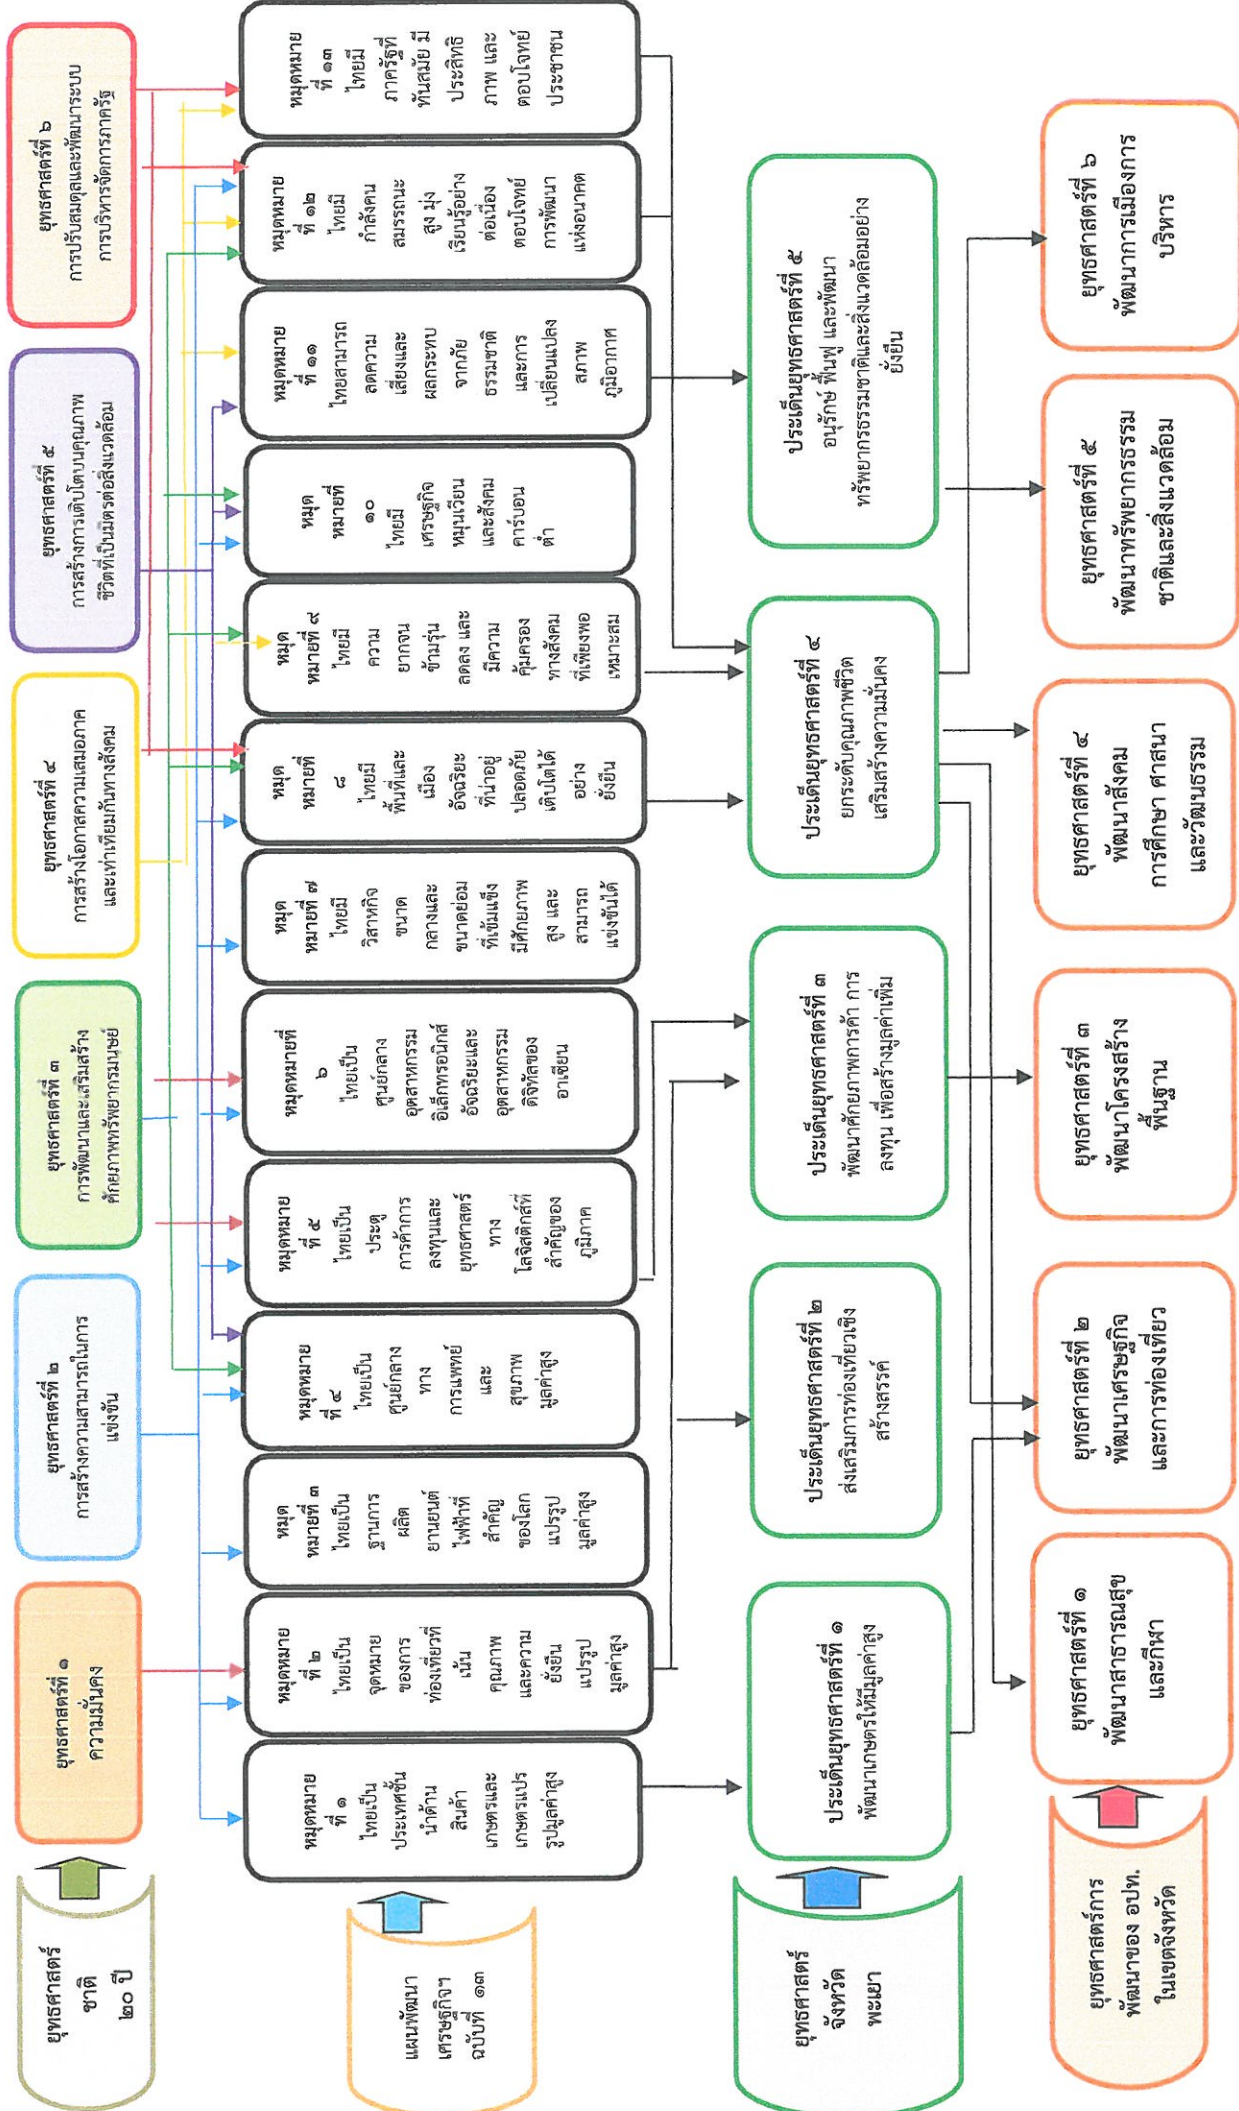 ยุทธศาสตร์
ชาติ
๒๐ ปี
ยุทธศาสตร์ที่ ๑
ความมั่นคง
ยุทธศาสตร์ที่ ๒
การสร้างความสามารถในการ
แข่งขัน
ยุทธศาสตร์ที่ ๓
การพัฒนาและเสริมสร้าง
ศักยภาพทรัพยากรมนุษย์
ยุทธศาสตร์ที่ ๔
การสร้างโอกาสความเสมอภาค
และเท่าเทียมกันทางสังคม
ยุทธศาสตร์ที่ ๕
การสร้างการเติบโตบนคุณภาพ
ชีวิตที่เป็นมิตรต่อสิ่งแวดล้อม
ยุทธศาสตร์ที่ ๖
การปรับสมดุลและพัฒนาระบบ
การบริหารจัดการภาครัฐ
แผนพัฒนา
เศรษฐกิจฯ
ฉบับที่ ๑๓
หมุดหมาย
ที่ ๑
ไทยเป็น
ประเทศชั้น
นำด้าน
สินค้า
เกษตรและ
เกษตรแปร
รูปมูลค่าสูง
หมุดหมาย
ที่ ๒
ไทยเป็น
จุดหมาย
ของการ
ท่องเที่ยวที่
เน้น
คุณภาพ
และความ
ยั่งยืน
แปรรูป
มูลค่าสูง
หมุด
หมายที่ ๓
ไทยเป็น
ฐานการ
ผลิต
ยานยนต์
ไฟฟ้าที่
สำคัญ
ของโลก
แปรรูป
มูลค่าสูง
หมุดหมาย
ที่ ๔
ไทยเป็น
ศูนย์กลาง
ทาง
การแพทย์
และ
สุขภาพ
มูลค่าสูง
หมุดหมาย
ที่ ๕
ไทยเป็น
ประตู
การค้าการ
ลงทุนและ
ยุทธศาสตร์
ทาง
โลจิสติกส์ที่
สำคัญของ
ภูมิภาค
หมุดหมายที่
๖
ไทยเป็น
ศูนย์กลาง
อุตสาหกรรม
อิเล็กทรอนิกส์
อัจฉริยะและ
อุตสาหกรรม
ดิจิทัลของ
อาเซียน
หมุด
หมายที่ ๗
ไทยมี
วิสาหกิจ
ขนาด
กลางและ
ขนาดย่อม
ที่เข้มแข็ง
มีศักยภาพ
สูง และ
สามารถ
แข่งขันได้
หมุด
หมายที่
๘
ไทยมี
พื้นที่และ
เมือง
อัจฉริยะ
ที่น่าอยู่
ปลอดภัย
เติบโตได้
อย่าง
ยั่งยืน
หมุด
หมายที่ ๙
ไทยมี
ความ
ยากจน
ข้ามรุ่น
ลดลง และ
มีความ
คุ้มครอง
ทางสังคม
ที่เพียงพอ
เหมาะสม
หมุด
หมายที่
๑๐
ไทยมี
เศรษฐกิจ
หมุนเวียน
และสังคม
คาร์บอน
ต่ำ
หมุดหมาย
ที่ ๑๑
ไทยสามารถ
ลดความ
เสี่ยงและ
ผลกระทบ
จากภัย
ธรรมชาติ
และการ
เปลี่ยนแปลง
สภาพ
ภูมิอากาศ
หมุดหมาย
ที่ ๑๒
ไทยมี
กำลังคน
สมรรถนะ
สูง มุ่ง
เรียนรู้อย่าง
ต่อเนื่อง
ตอบโจทย์
การพัฒนา
แห่งอนาคต
หมุดหมาย
ที่ ๑๓
ไทยมี
ภาครัฐที่
ทันสมัย มี
ประสิทธิ
ภาพ และ
ตอบโจทย์
ประชาชน
ยุทธศาสตร์
จังหวัด
พะเยา
ประเด็นยุทธศาสตร์ที่ ๑
พัฒนาเกษตรให้มีมูลค่าสูง
ประเด็นยุทธศาสตร์ที่ ๒
ส่งเสริมการท่องเที่ยวเชิง
สร้างสรรค์
ประเด็นยุทธศาสตร์ที่ ๓
พัฒนาศักยภาพการค้า การ
ลงทุน เพื่อสร้างมูลค่าเพิ่ม
ประเด็นยุทธศาสตร์ที่ ๔
ยกระดับคุณภาพชีวิต
เสริมสร้างความมั่นคง
ประเด็นยุทธศาสตร์ที่ ๕
อนุรักษ์ ฟื้นฟู และพัฒนา
ทรัพยากรธรรมชาติและสิ่งแวดล้อมอย่าง
ยั่งยืน
ยุทธศาสตร์การ
พัฒนาของ อปท.
ในเขตจังหวัด
ยุทธศาสตร์ที่ ๑
พัฒนาสาธารณสุข
และกีฬา
ยุทธศาสตร์ที่ ๒
พัฒนาเศรษฐกิจ
และการท่องเที่ยว
ยุทธศาสตร์ที่ ๓
พัฒนาโครงสร้าง
พื้นฐาน
ยุทธศาสตร์ที่ ๔
พัฒนาสังคม
การศึกษา ศาสนา
และวัฒนธรรม
ยุทธศาสตร์ที่ ๕
พัฒนาทรัพยากรธรรม
ชาติและสิ่งแวดล้อม
ยุทธศาสตร์ที่ ๖
พัฒนาการเมืองการ
บริหาร